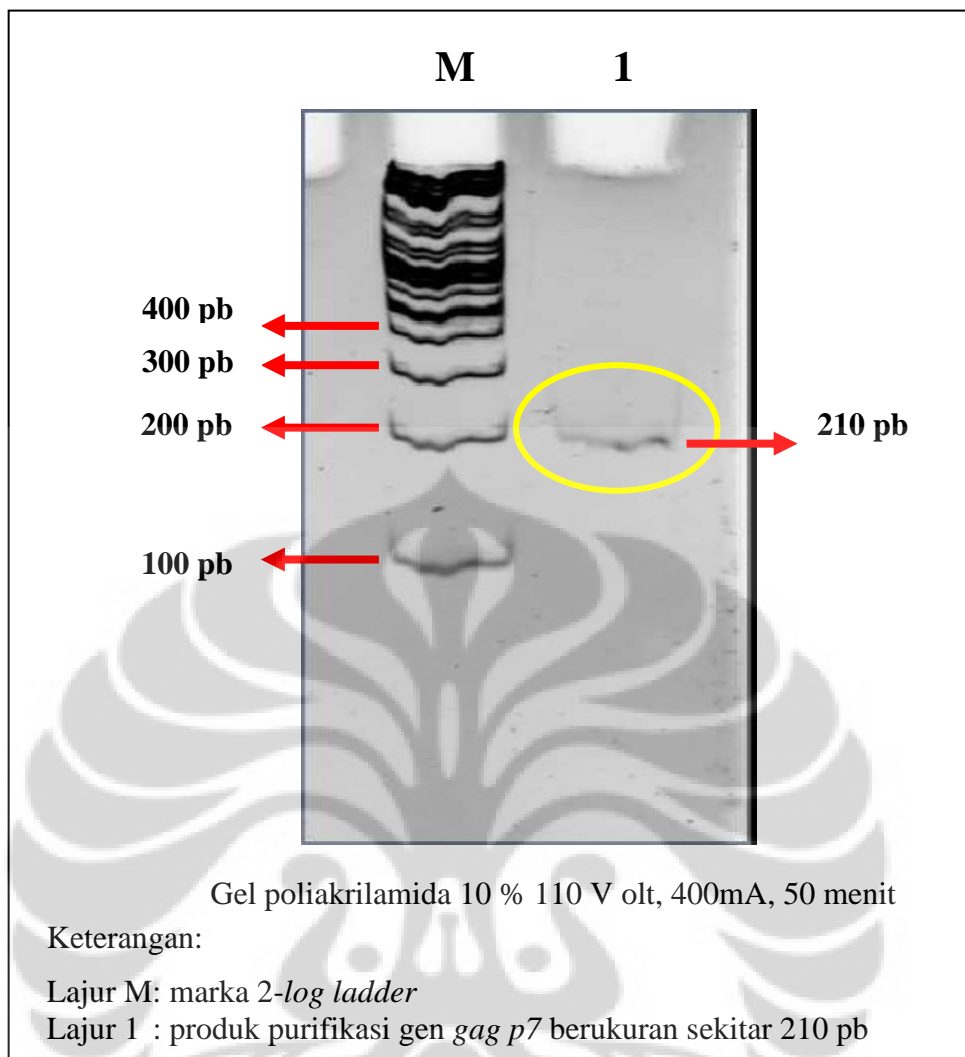 M 1
400 pb
300 pb
200 pb
210 pb
100 pb
Gel poliakrilamida 10 % 110 V olt, 400mA, 50 menit
Keterangan:
Lajur M: marka 2-log ladder
Lajur 1 : produk purifikasi gen gag p7 berukuran sekitar 210 pb